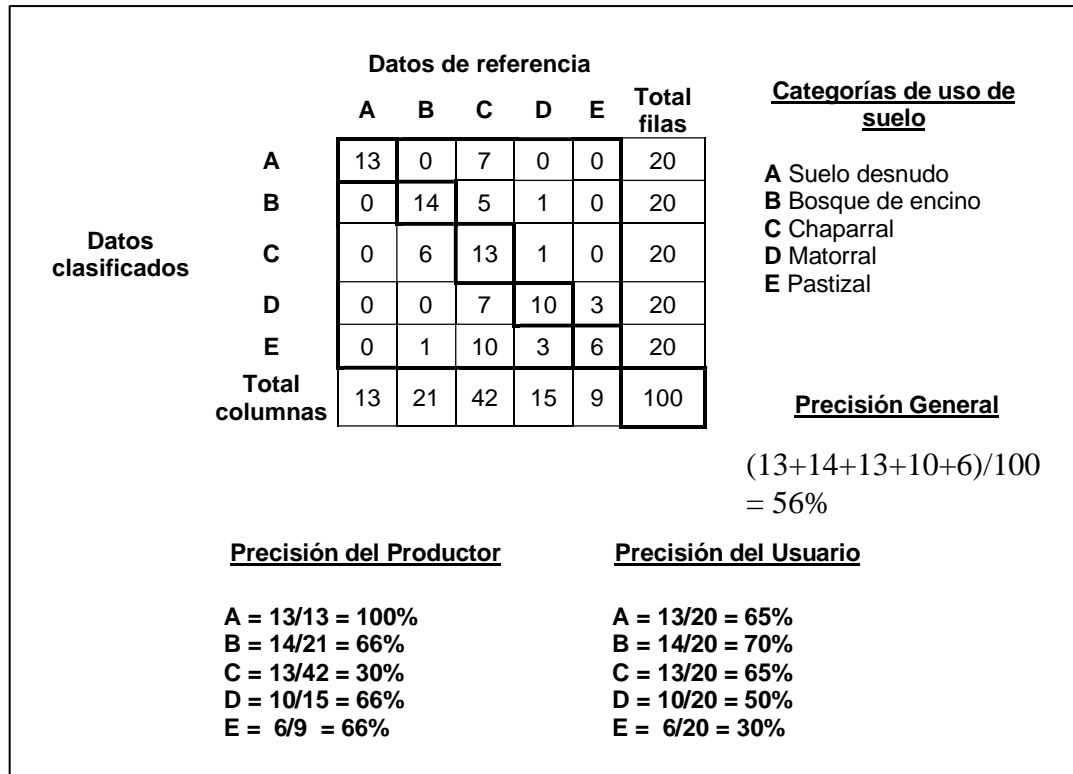 Datos de referencia
A B C D E Total filas
A 13 0 7 0 0 20
B 0 14 5 1 0 20
Datos clasificados
C 0 6 13 1 0 20
D 0 0 7 10 3 20
E 0 1 10 3 6 20
Total columnas 13 21 42 15 9 100
Categorías de uso de
suelo
A Suelo desnudo
B Bosque de encino
C Chaparral
D Matorral
E Pastizal
Precisión General
(13+14+13+10+6)/100
= 56%
Precisión del Productor
A = 13/13 = 100%
B = 14/21 = 66%
C = 13/42 = 30%
D = 10/15 = 66%
E = 6/9 = 66%
Precisión del Usuario
A = 13/20 = 65%
B = 14/20 = 70%
C = 13/20 = 65%
D = 10/20 = 50%
E = 6/20 = 30%